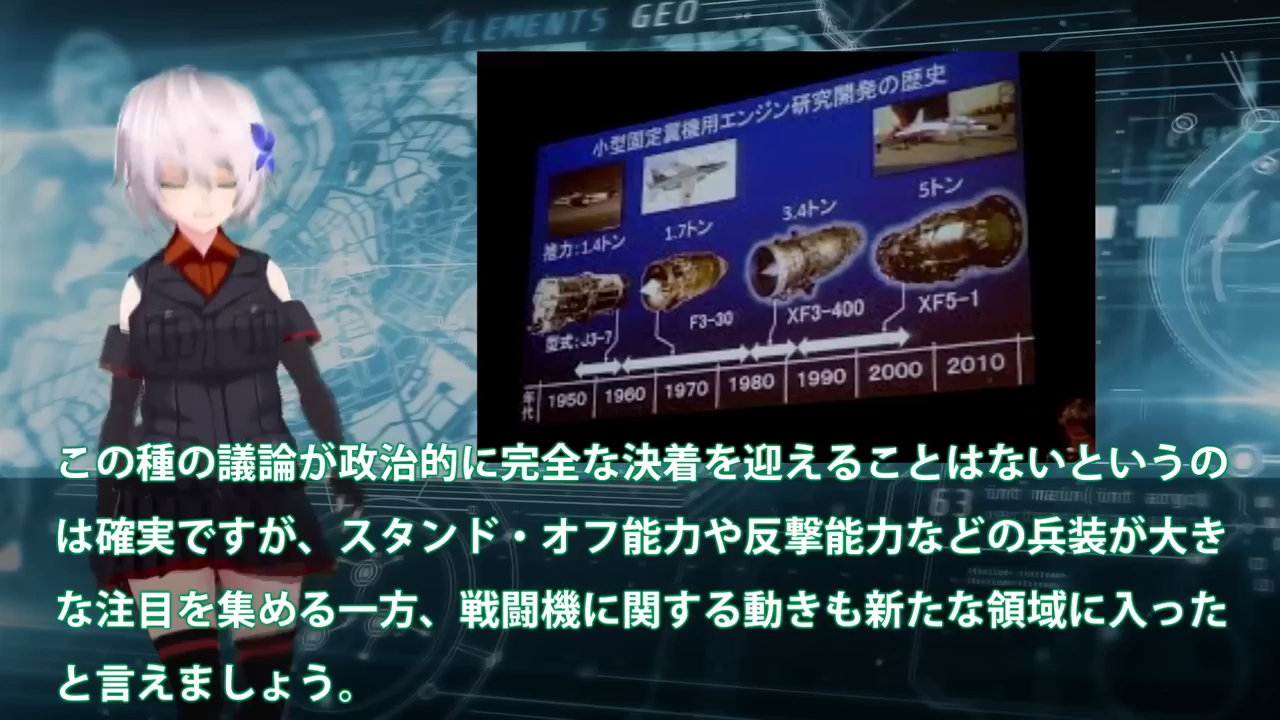 ELEMENTS GEO
小型固定翼機用エンジン研究開発の歴史
5トン
3.4トン
1.7トン
推力:1.4トン
XF5-1
XF3-400
F3-30
型式:J3-7
年代 1950 1960 1970 1980 1990 2000 2010
この種の議論が政治的に完全な決着を迎えることはないというの
は確実ですが、スタンド・オフ能力や反撃能力などの兵装が大き
な注目を集める一方、戦闘機に関する動きも新たな領域に入った
と言えましょう。
63